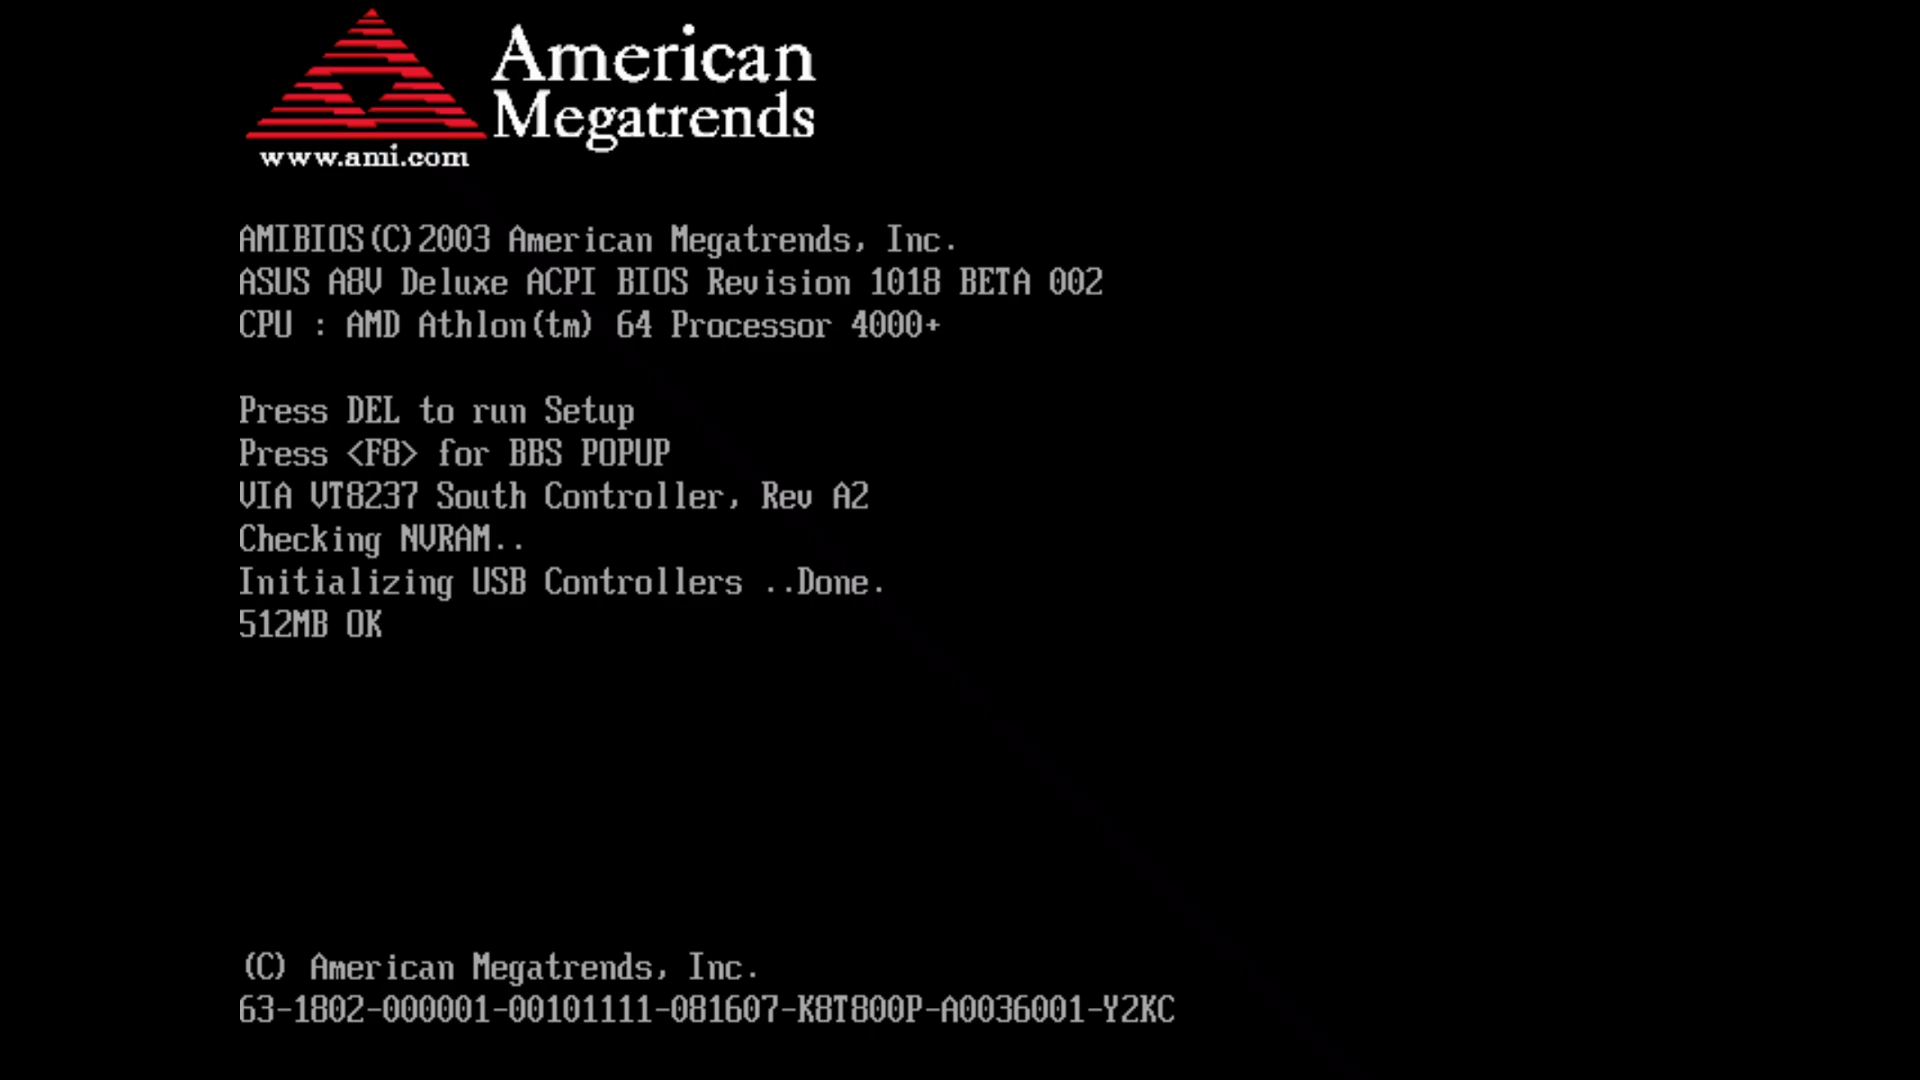 American
Megatrends
www.ami.com
AMIBIOS(C)2003 American Megatrends, Inc.
ASUS A8V Deluxe ACPI BIOS Revision 1018 BETA 002
CPU : AMD Athlon(tm) 64 Processor 4000+
Press DEL to run Setup
Press <F8> for BBS POPUP
VIA VT8237 South Controller, Rev A2
Checking NVRAM..
Initializing USB Controllers ..Done.
512MB OK
(C) American Megatrends, Inc.
63-1802-000001-00101111-081607-K8T800P-A0036001-Y2KC